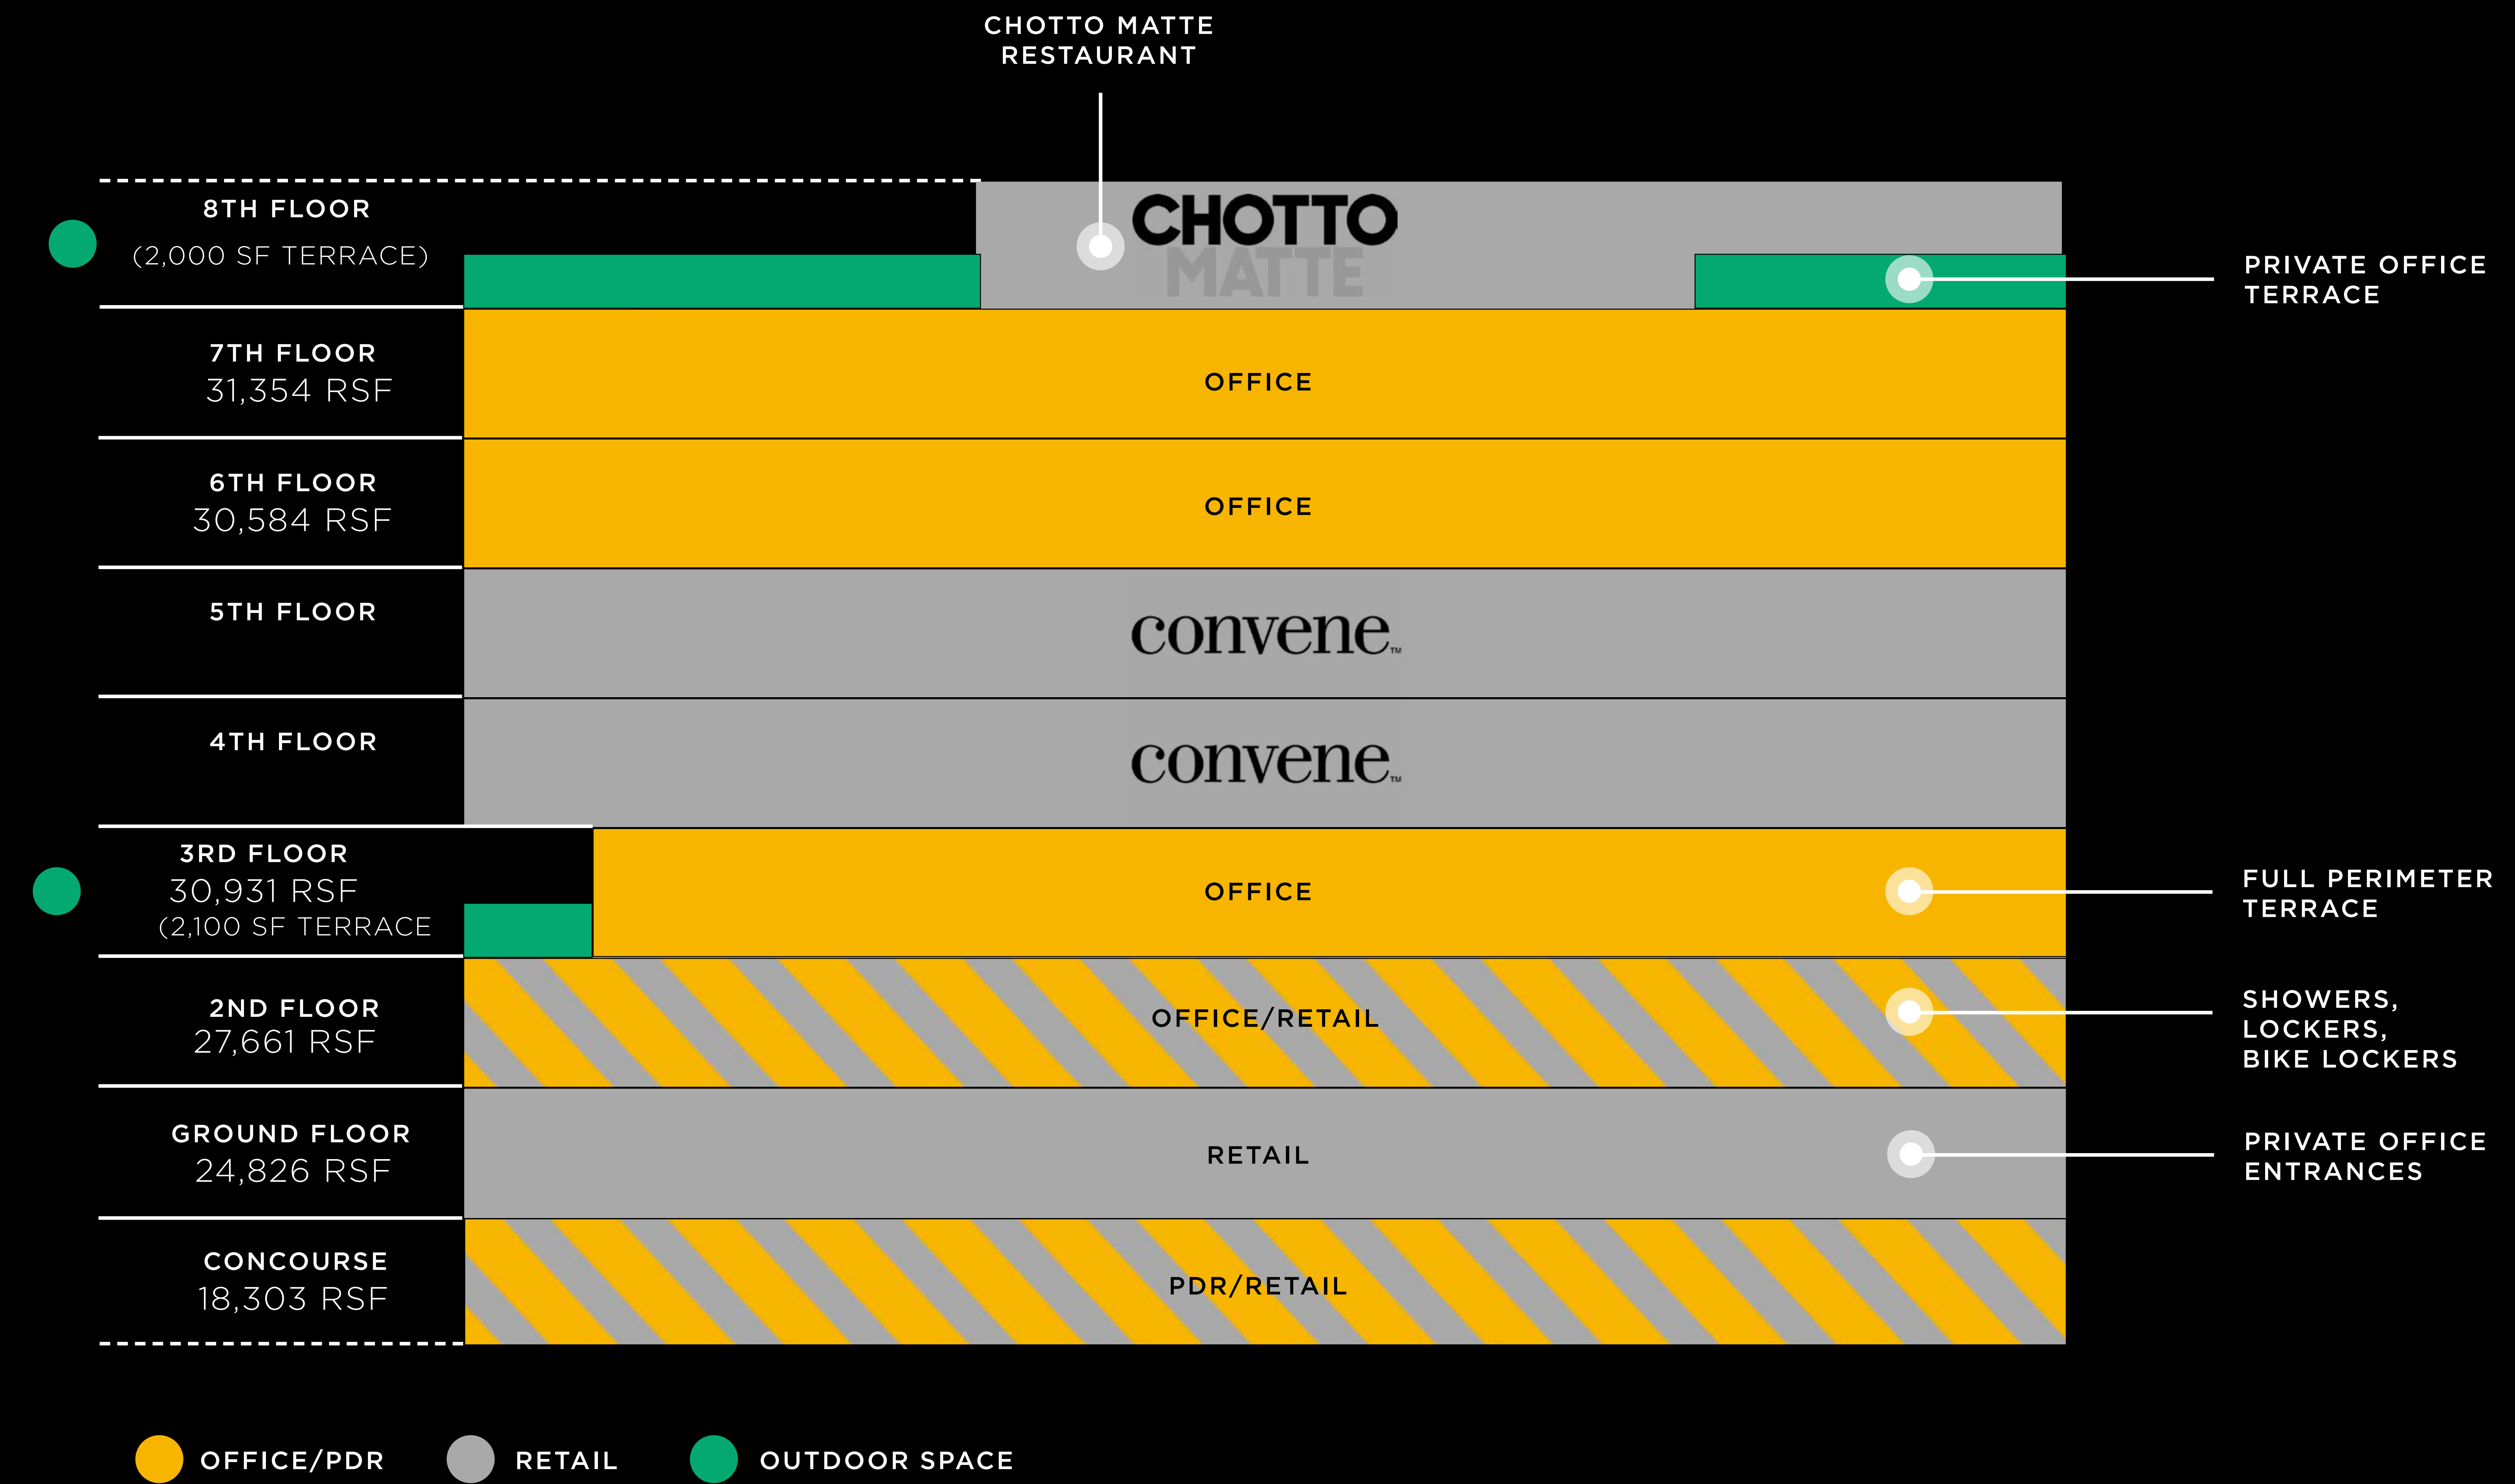 CHOTTO MATTE
RESTAURANT
8TH FLOOR
(2,000 SF TERRACE)
CHOTTO
MATTE
PRIVATE OFFICE
TERRACE
7TH FLOOR
31,354 RSF
OFFICE
6TH FLOOR
30,584 RSF
OFFICE
5TH FLOOR
convene™
4TH FLOOR
convene™
3RD FLOOR
30,931 RSF
(2,100 SF TERRACE
OFFICE
FULL PERIMETER
TERRACE
2ND FLOOR
27,661 RSF
OFFICE/RETAIL
SHOWERS,
LOCKERS,
BIKE LOCKERS
GROUND FLOOR
24,826 RSF
RETAIL
PRIVATE OFFICE
ENTRANCES
CONCOURSE
18,303 RSF
PDR/RETAIL
OFFICE/PDR
RETAIL
OUTDOOR SPACE